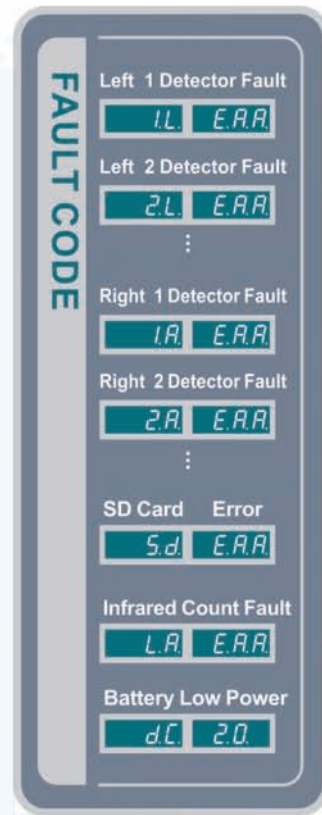 FAULT CODE
Left 1 Detector Fault
1.L. E.A.A.
Left 2 Detector Fault
2.L. E.A.A.
⋮
Right 1 Detector Fault
1.A. E.A.A.
Right 2 Detector Fault
2.A. E.A.A.
⋮
SD Card Error
S.d. E.A.A.
Infrared Count Fault
L.A. E.A.A.
Battery Low Power
d.C. 2.0.